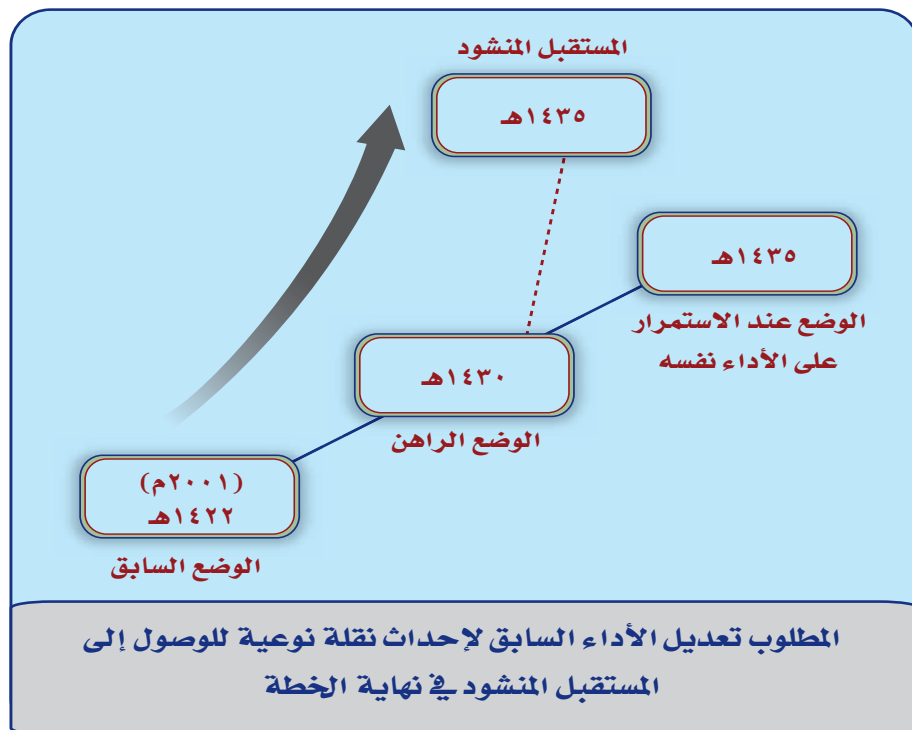 المستقبل المنشود
١٤٣٥هـ
١٤٣٥هـ
الوضع عند الاستمرار
على الأداء نفسه
١٤٣٠هـ
الوضع الراهن
(٢٠٠١م)
١٤٢٢هـ
الوضع السابق
المطلوب تعديل الأداء السابق لإحداث نقلة نوعية للوصول إلى
المستقبل المنشود في نهاية الخطة